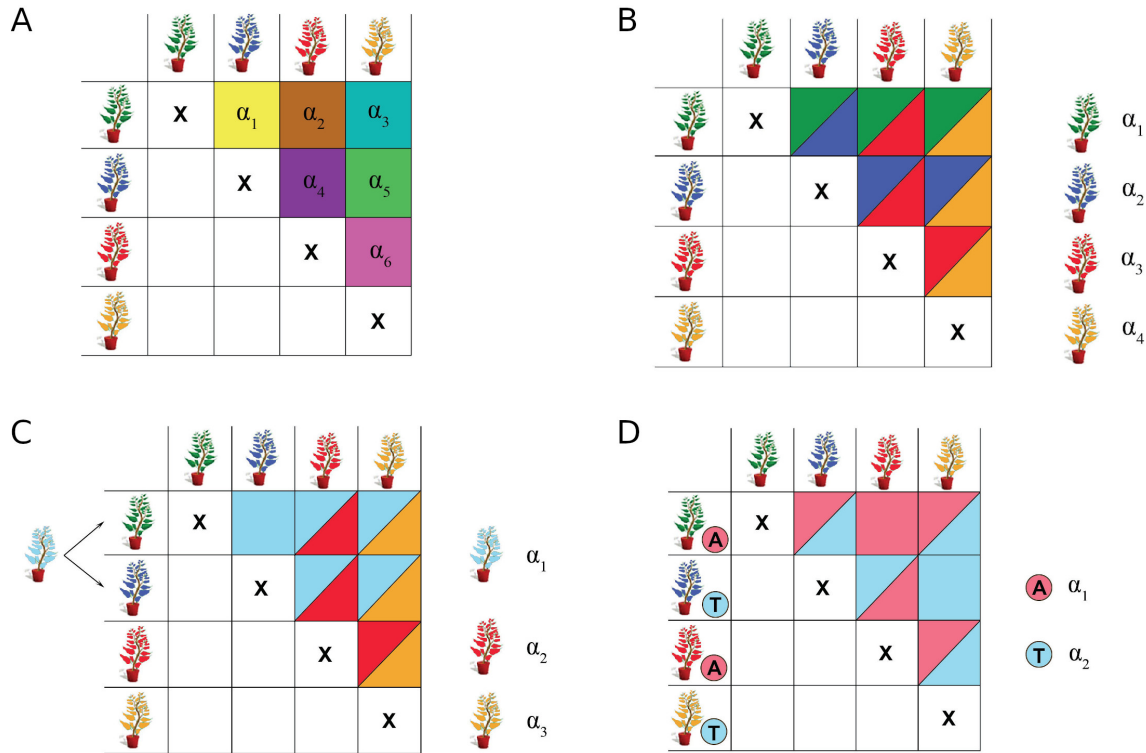 A
X α₁ α₂ α₃
X α₄ α₅
X α₆
X
B
X α₁
X α₂
X α₃
X α₄
C
X
α₁
X
X α₂
X α₃
D
A X
T X A α₁
A X T α₂
T X